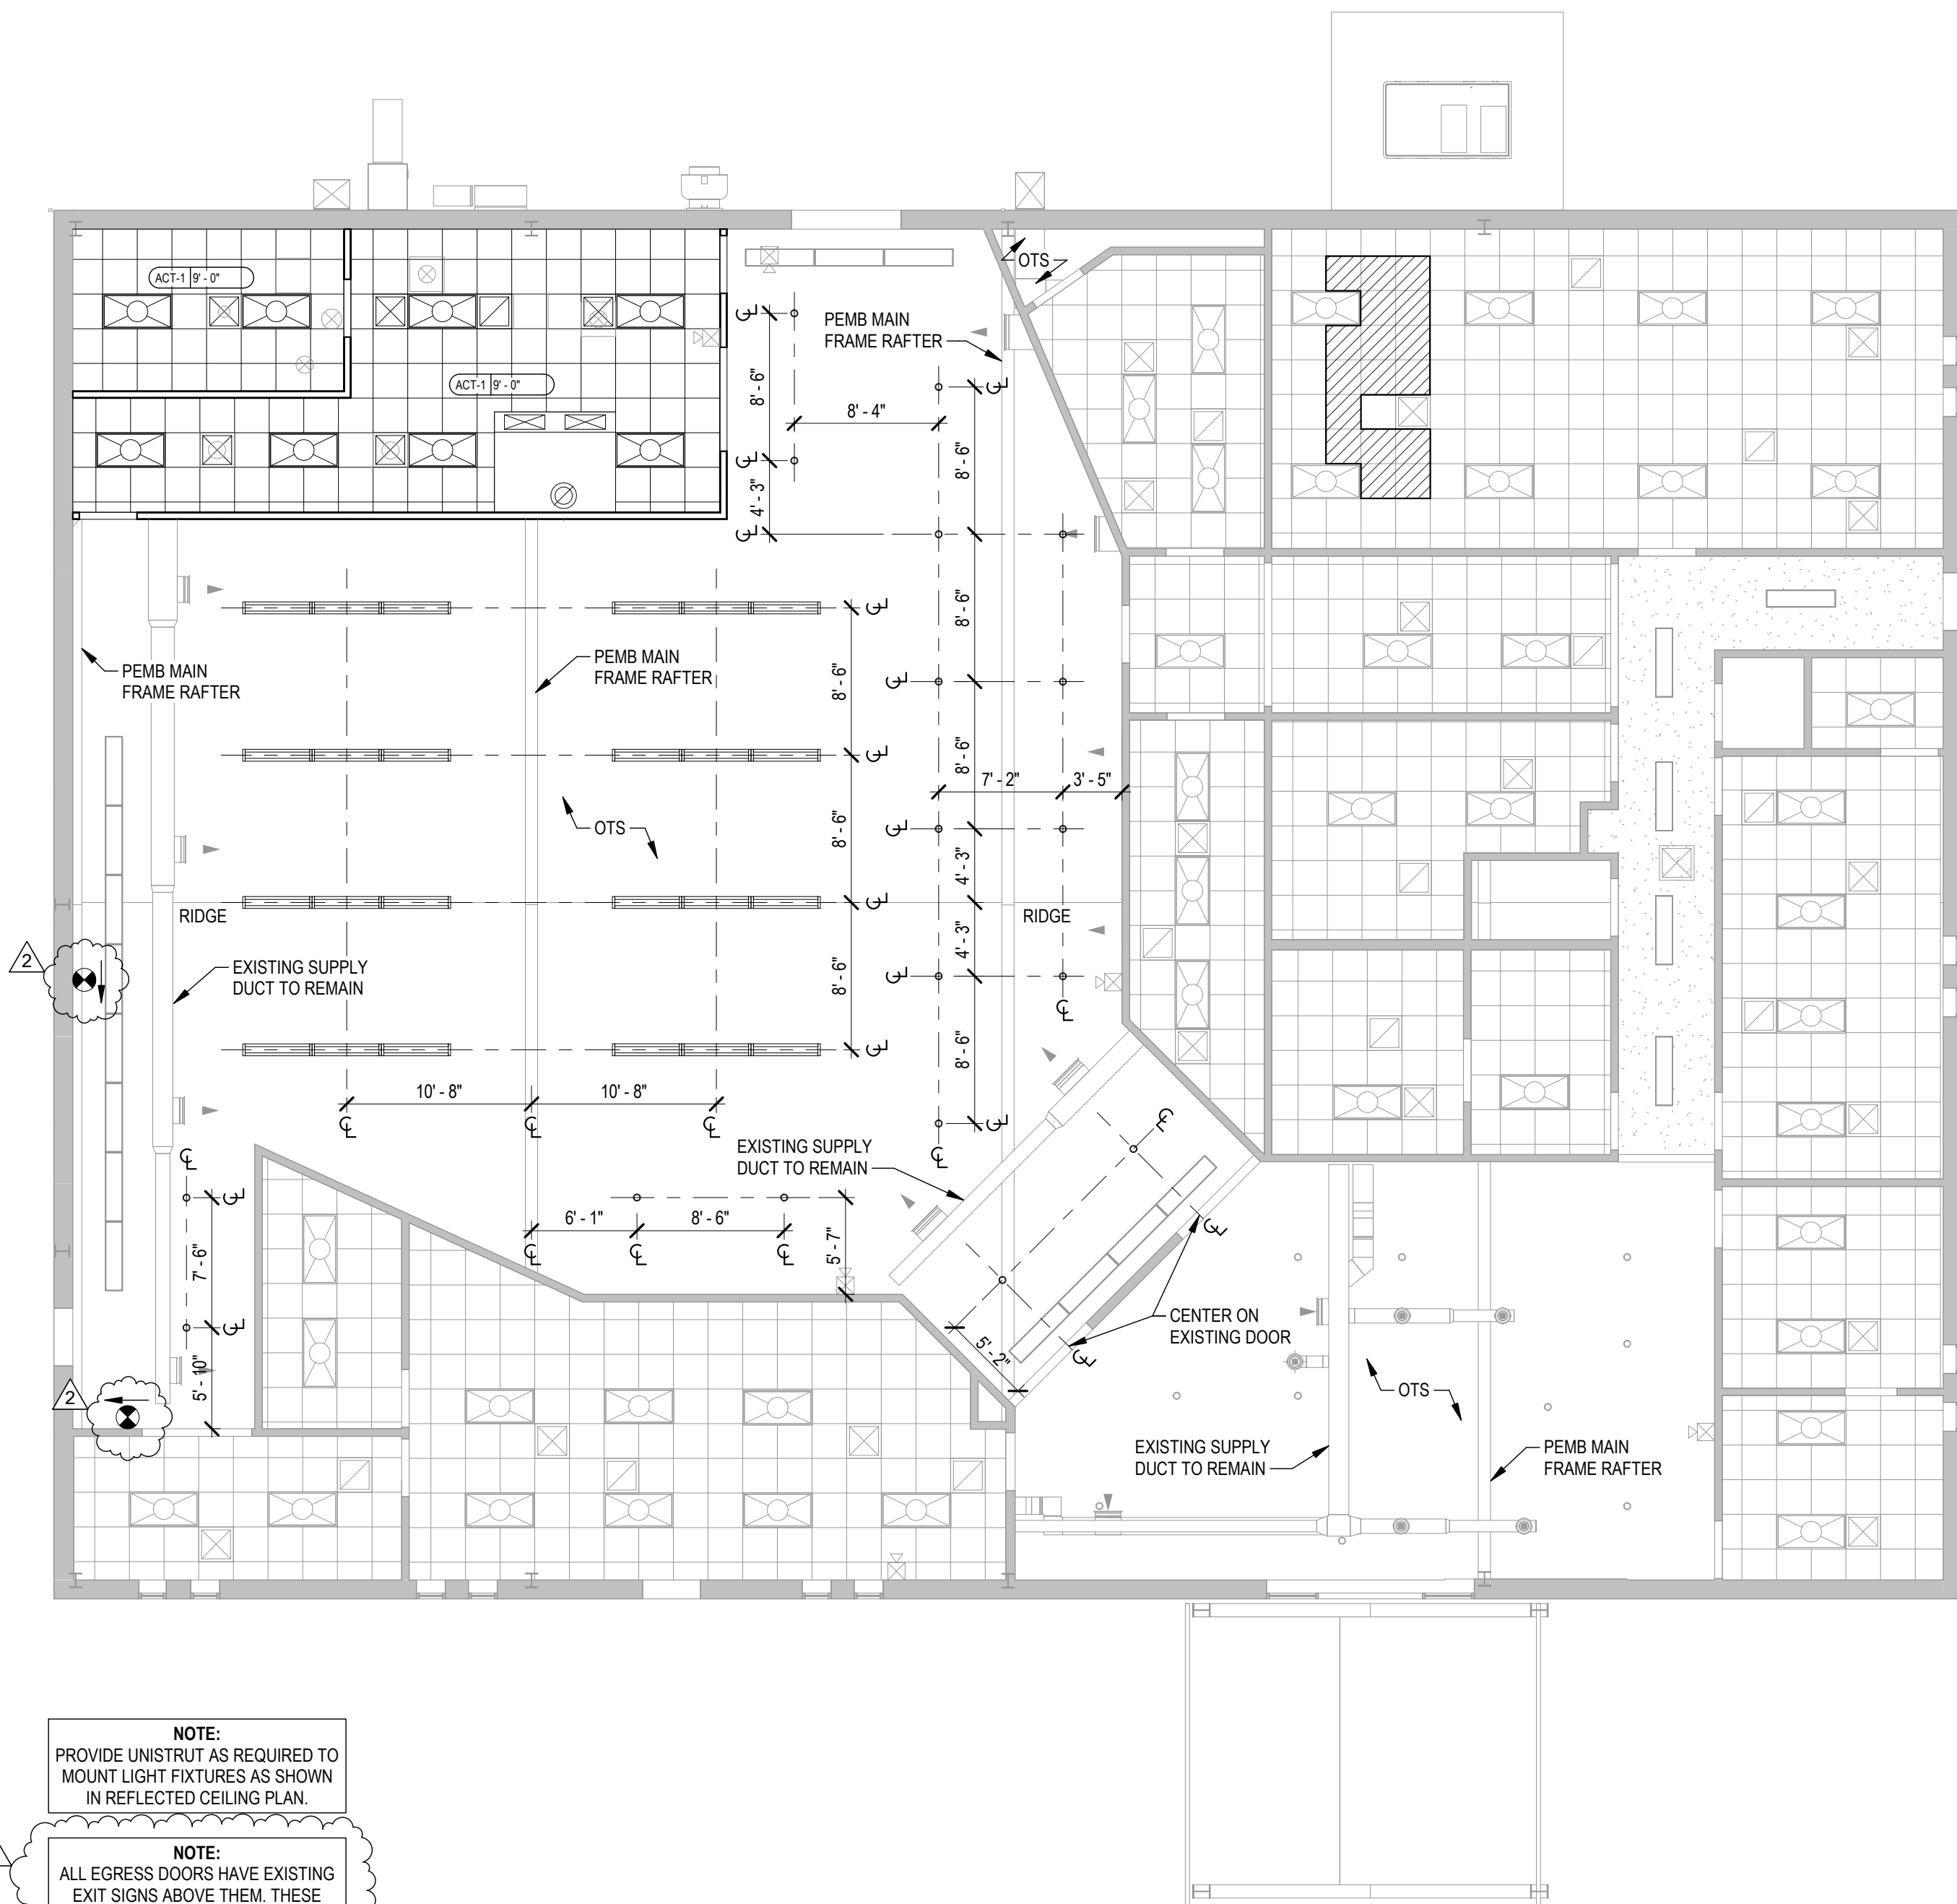 OTS
ACT-1 9' - 0"
PEMB MAIN
FRAME RAFTER
ACT-1 9' - 0"
8' - 6"
8' - 4"
8' - 6"
4' - 3"
8' - 6"
PEMB MAIN
FRAME RAFTER
PEMB MAIN
FRAME RAFTER
8' - 6"
8' - 6"
7' - 2"
3' - 5"
OTS
8' - 6"
4' - 3"
RIDGE
RIDGE
4' - 3"
2
EXISTING SUPPLY
DUCT TO REMAIN
8' - 6"
8' - 6"
10' - 8"
10' - 8"
EXISTING SUPPLY
DUCT TO REMAIN
6' - 1"
8' - 6"
5' - 7"
7' - 6"
CENTER ON
EXISTING DOOR
5' - 2"
5' - 10"
2
OTS
EXISTING SUPPLY
DUCT TO REMAIN
PEMB MAIN
FRAME RAFTER
NOTE:
PROVIDE UNISTRUT AS REQUIRED TO
MOUNT LIGHT FIXTURES AS SHOWN
IN REFLECTED CEILING PLAN.
NOTE:
ALL EGRESS DOORS HAVE EXISTING
EXIT SIGNS ABOVE THEM. THESE